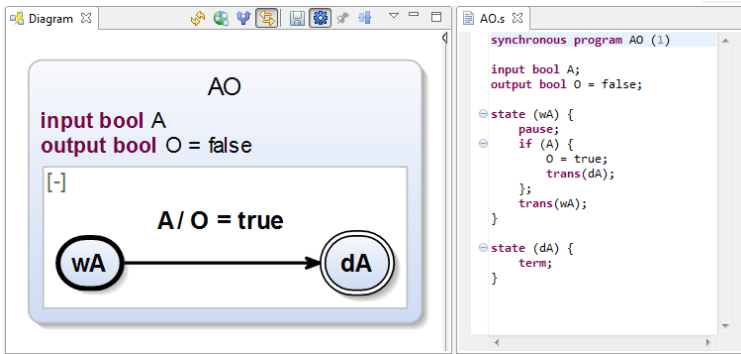 Diagram
AO
input bool A
output bool O = false
[-]
A / O = true
wA
dA
AO.s
synchronous program AO (1)
input bool A;
output bool O = false;
state (wA) {
pause;
if (A) {
O = true;
trans(dA);
};
trans(wA);
}
state (dA) {
term;
}